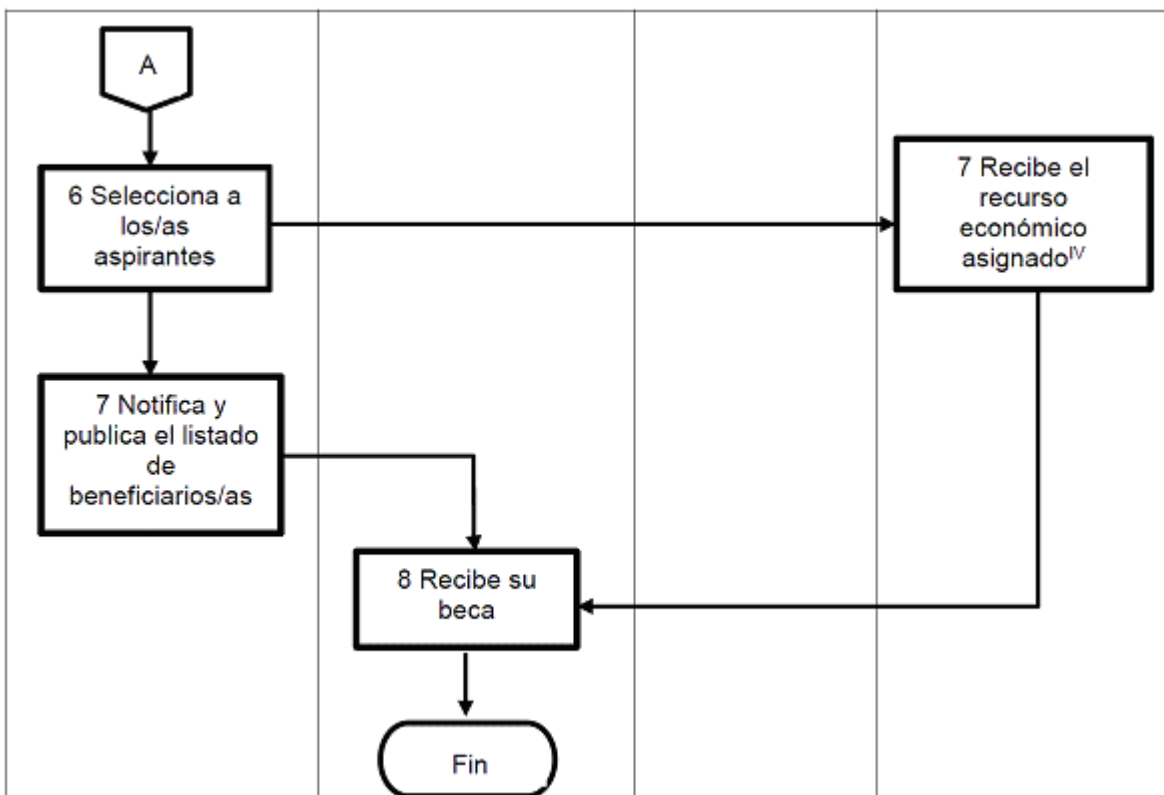 A
6 Selecciona a
los/as
aspirantes
7 Recibe el
recurso
económico
asignadoIV
7 Notifica y
publica el listado
de
beneficiarios/as
8 Recibe su
beca
Fin